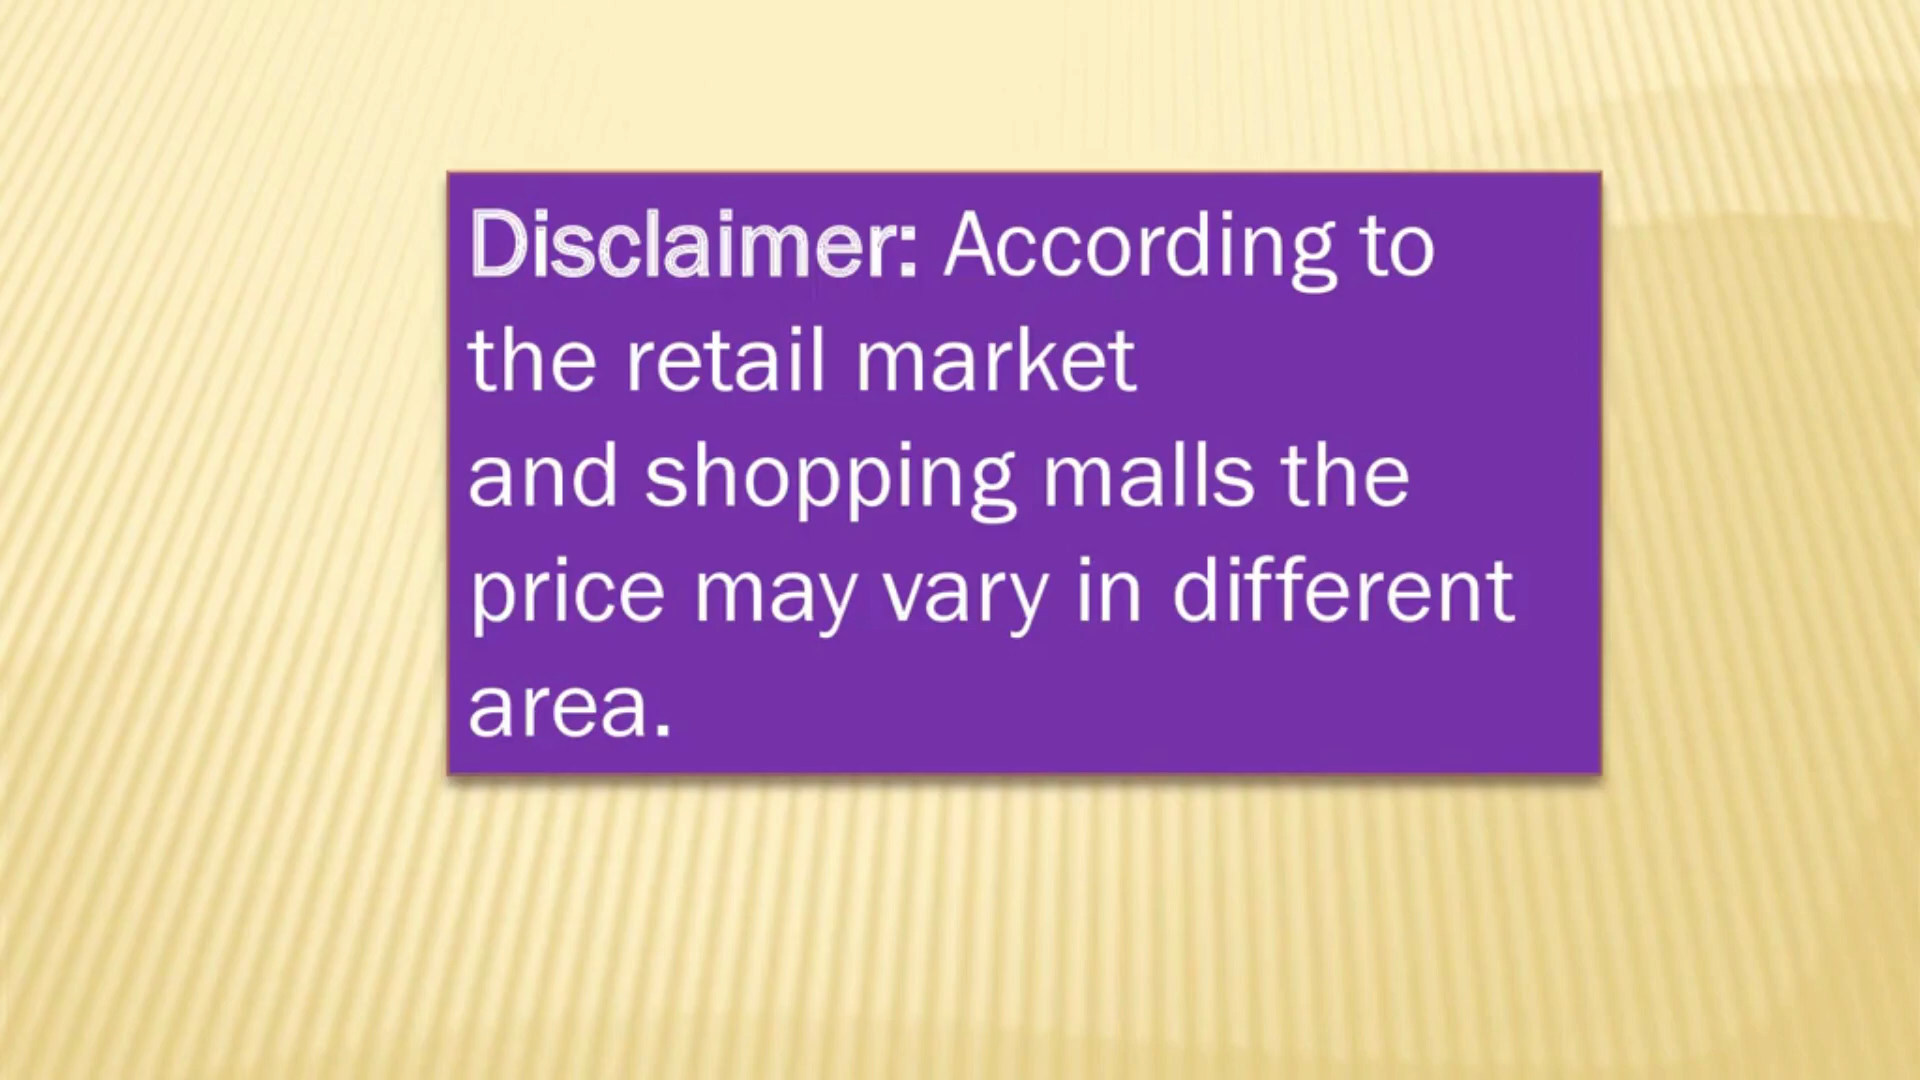 Disclaimer: According to
the retail market
and shopping malls the
price may vary in different
area.